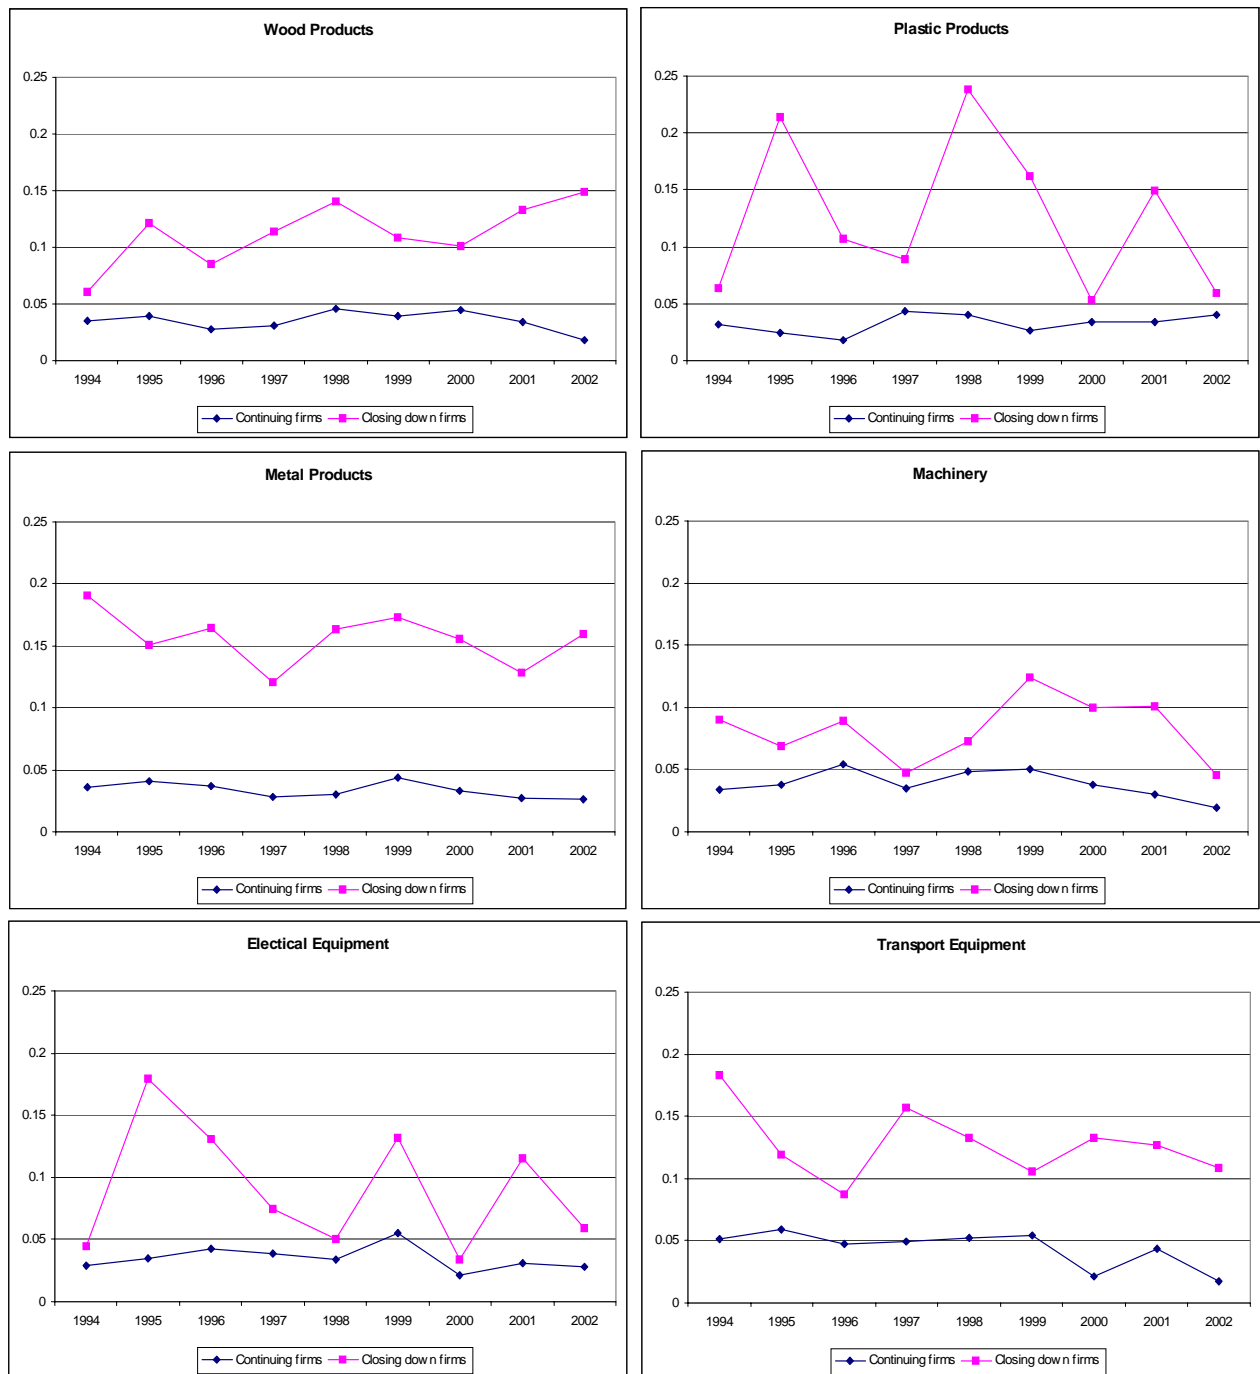 Wood Products
0.25
0.2
0.15
0.1
0.05
0
1994 1995 1996 1997 1998 1999 2000 2001 2002
Continuing firms Closing down firms
Plastic Products
0.25
0.2
0.15
0.1
0.05
0
1994 1995 1996 1997 1998 1999 2000 2001 2002
Continuing firms Closing down firms
Metal Products
0.25
0.2
0.15
0.1
0.05
0
1994 1995 1996 1997 1998 1999 2000 2001 2002
Continuing firms Closing down firms
Machinery
0.25
0.2
0.15
0.1
0.05
0
1994 1995 1996 1997 1998 1999 2000 2001 2002
Continuing firms Closing down firms
Electical Equipment
0.25
0.2
0.15
0.1
0.05
0
1994 1995 1996 1997 1998 1999 2000 2001 2002
Continuing firms Closing down firms
Transport Equipment
0.25
0.2
0.15
0.1
0.05
0
1994 1995 1996 1997 1998 1999 2000 2001 2002
Continuing firms Closing down firms